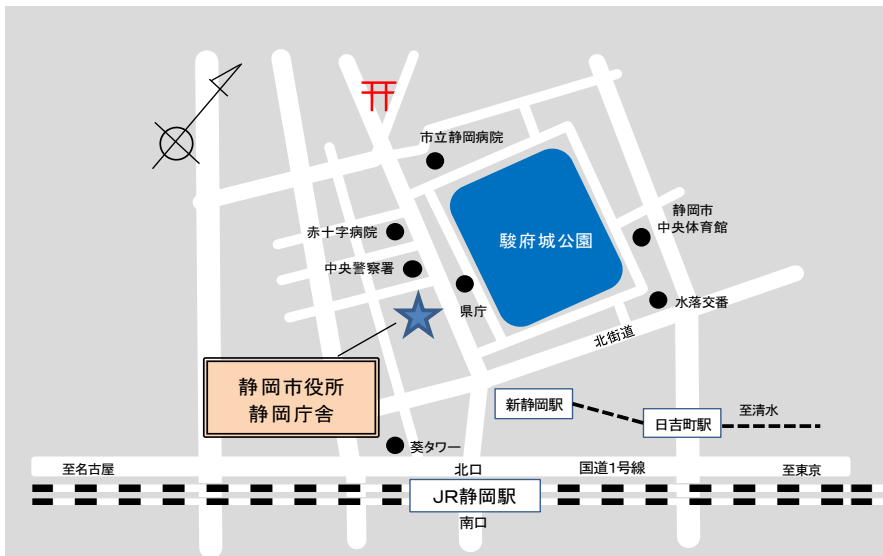 市立静岡病院
静岡市
中央体育館
赤十字病院
駿府城公園
中央警察署
県庁
水落交番
北街道
静岡市役所
静岡庁舎
新静岡駅
日吉町駅
至清水
葵タワー
至名古屋
北口
国道1号線
至東京
JR静岡駅
南口